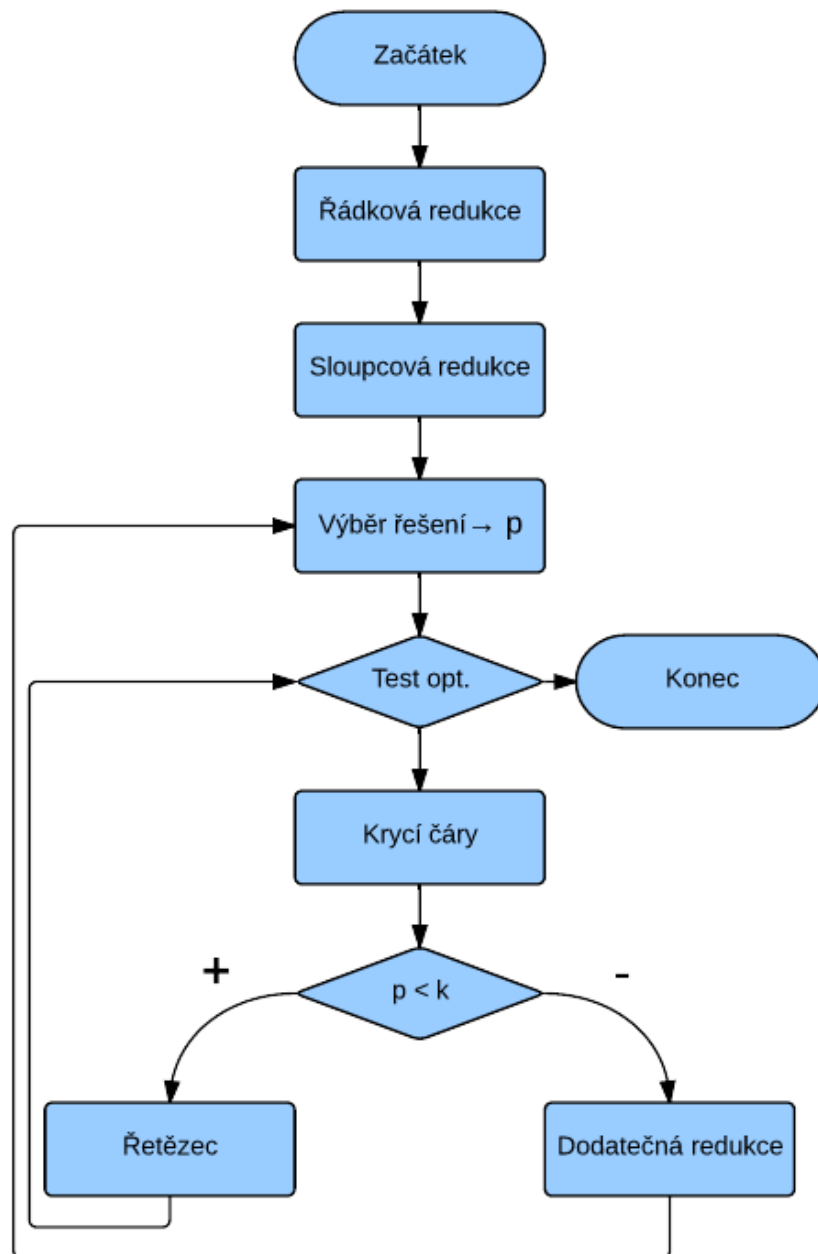 Začátek
Řádková redukce
Sloupcová redukce
Výběr řešení → p
Test opt.
Konec
Krycí čáry
+
-
p < k
Řetězec
Dodatečná redukce